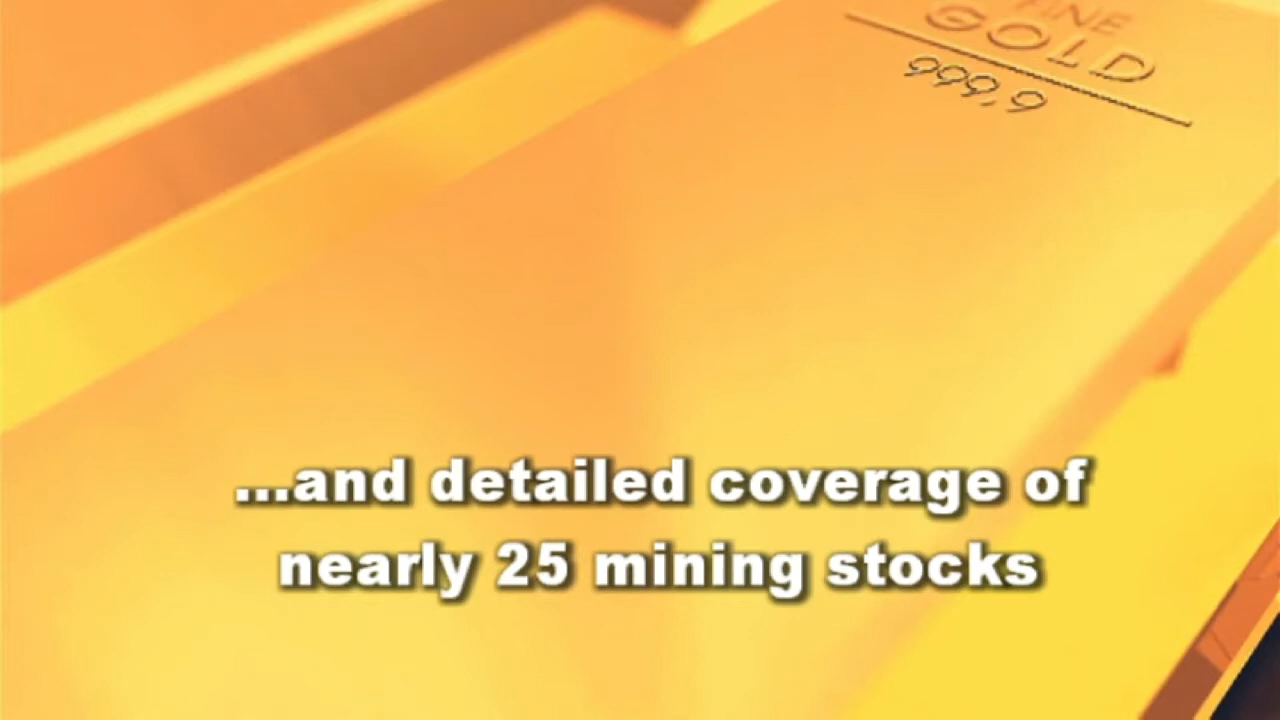 FINE
GOLD
999,9
...and detailed coverage of
nearly 25 mining stocks